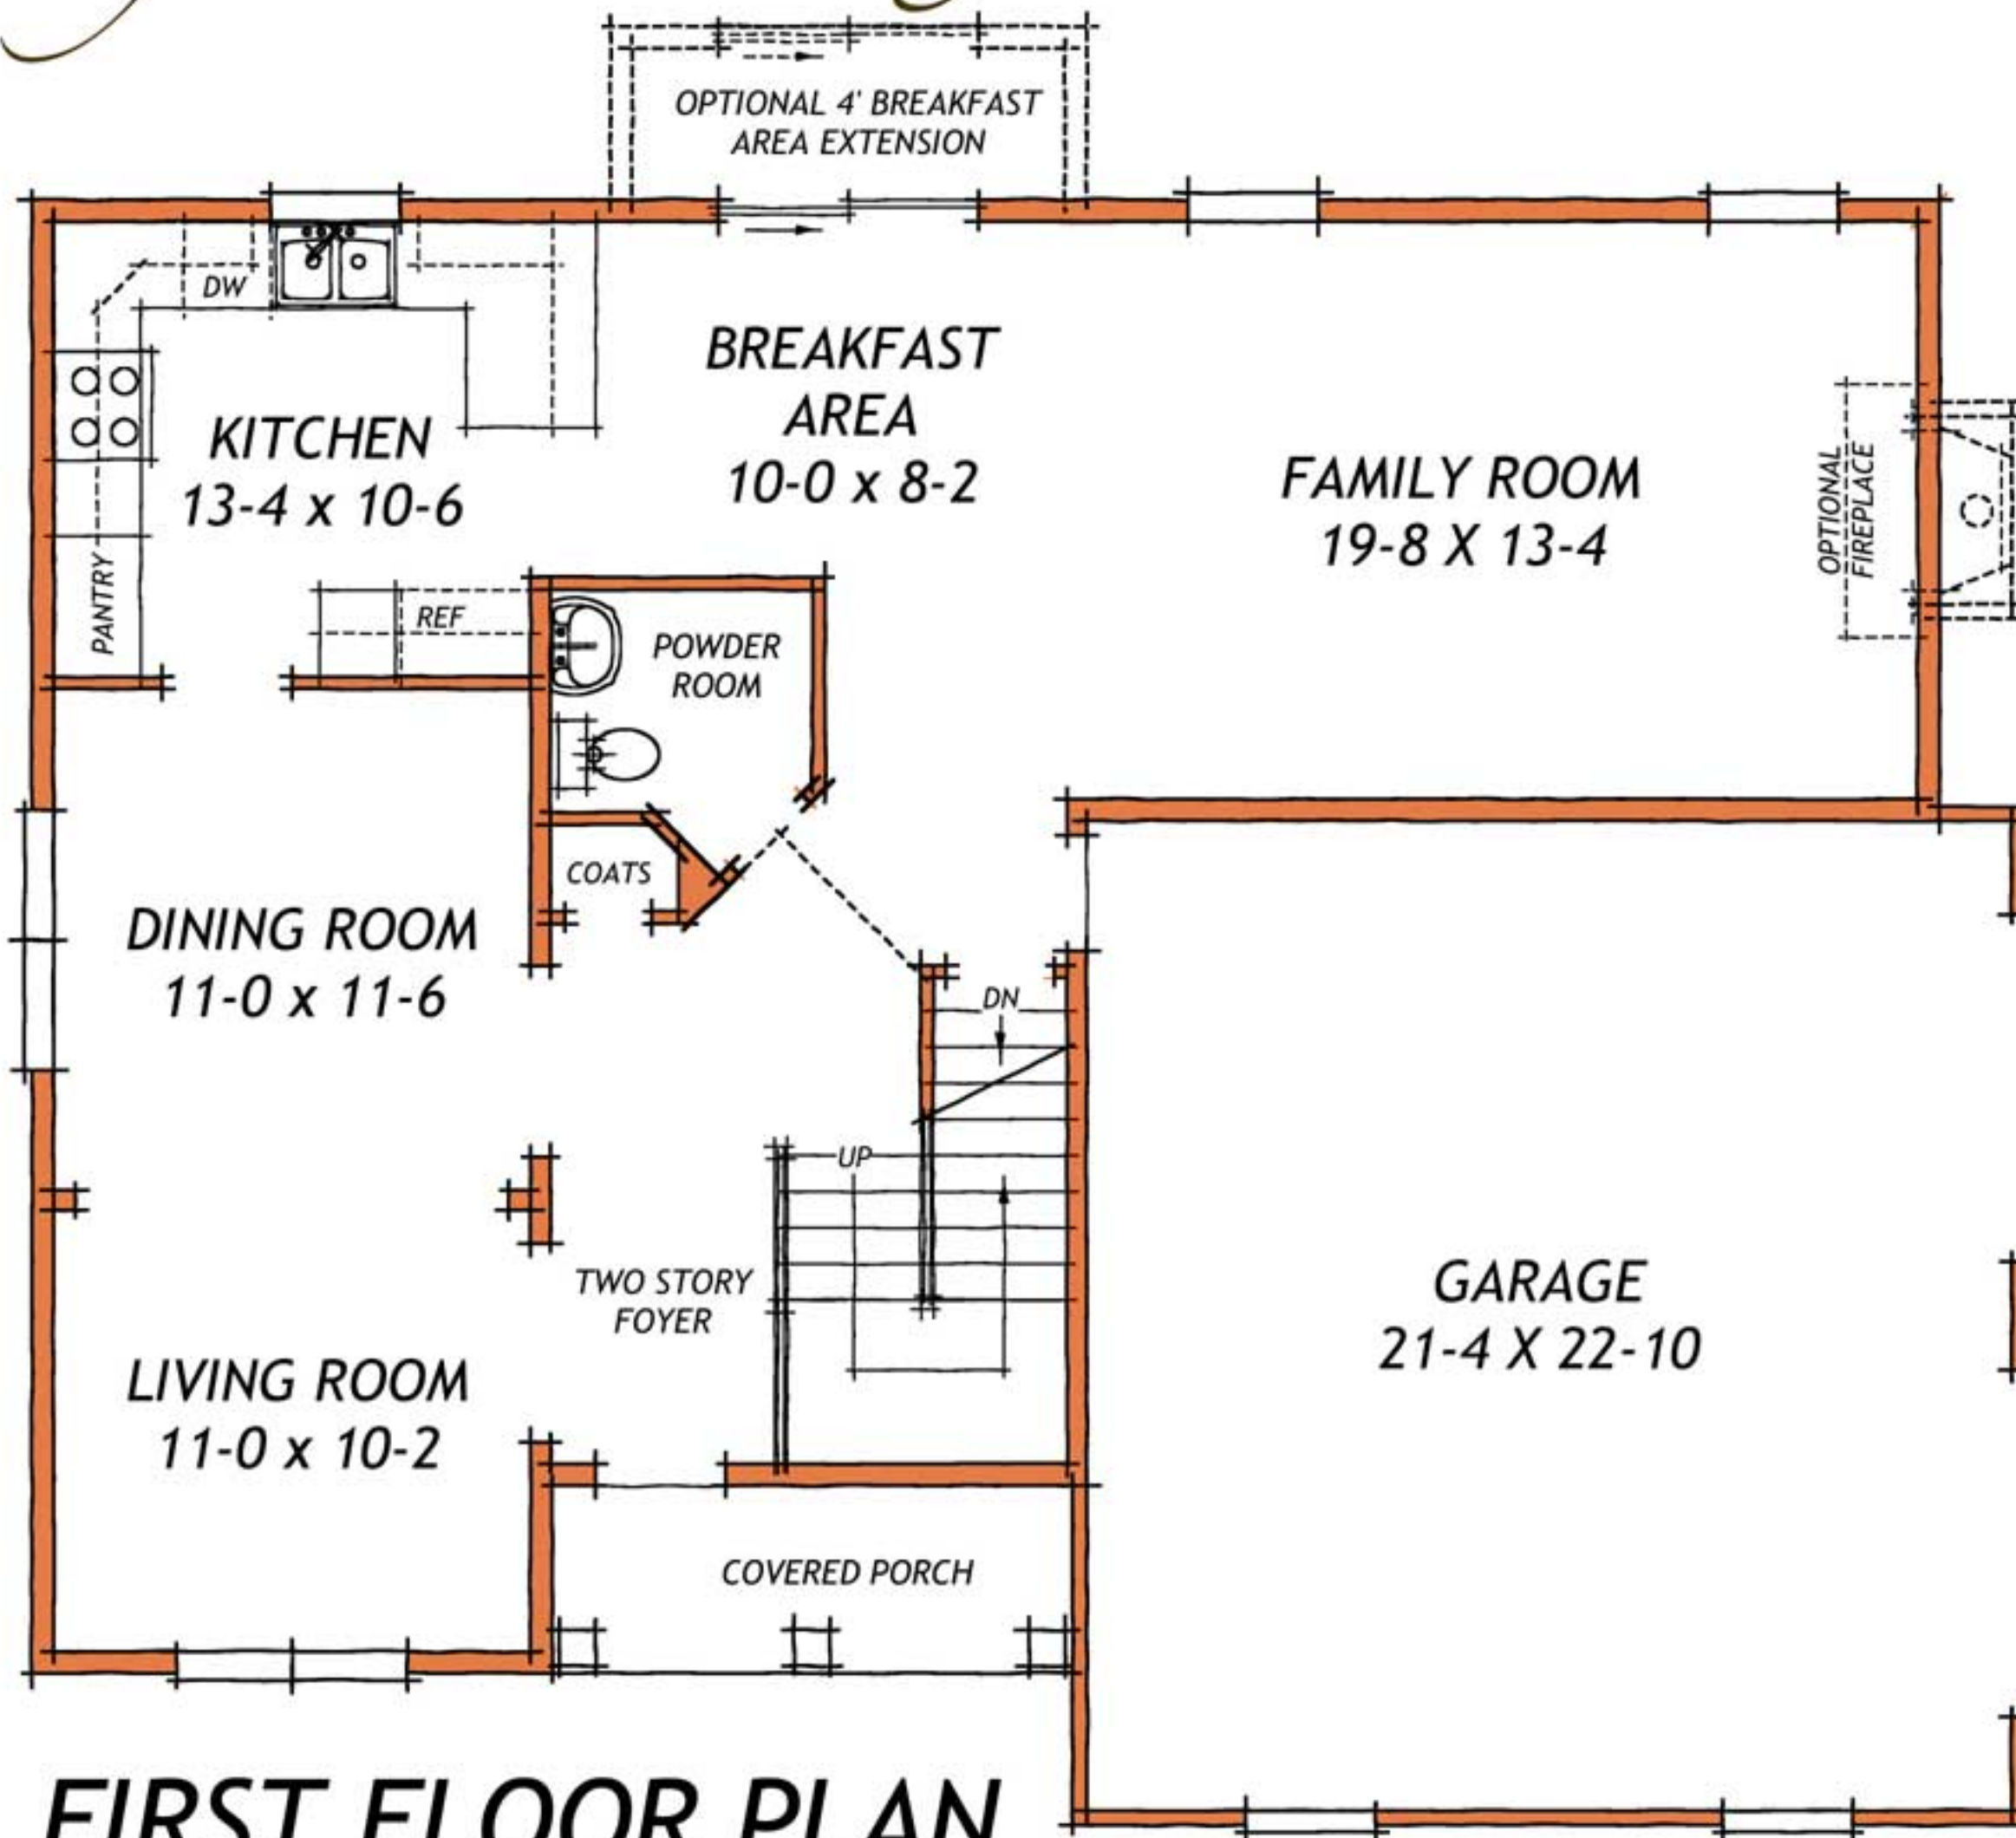 OPTIONAL 4' BREAKFAST
AREA EXTENSION
DW
BREAKFAST
AREA
10-0 x 8-2
KITCHEN
13-4 x 10-6
FAMILY ROOM
19-8 X 13-4
OPTIONAL
FIREPLACE
PANTRY
REF
POWDER
ROOM
COATS
DINING ROOM
11-0 x 11-6
DN
UP
TWO STORY
FOYER
GARAGE
21-4 X 22-10
LIVING ROOM
11-0 x 10-2
COVERED PORCH
FIRST FLOOR PLAN